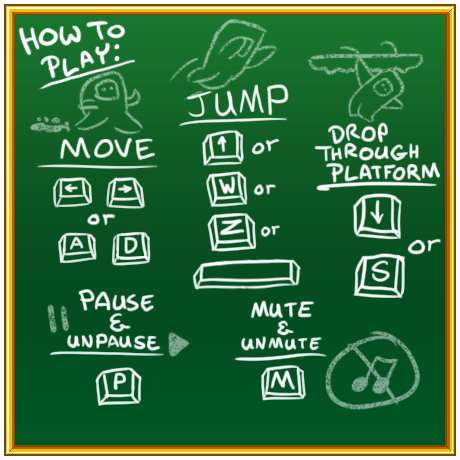 HOW TO
PLAY:
MOVE
← →
or
A D
JUMP
↑ or
W or
Z or
DROP
THROUGH
PLATFORM
↓
or
S
PAUSE
&
UNPAUSE
P
MUTE
&
UNMUTE
M